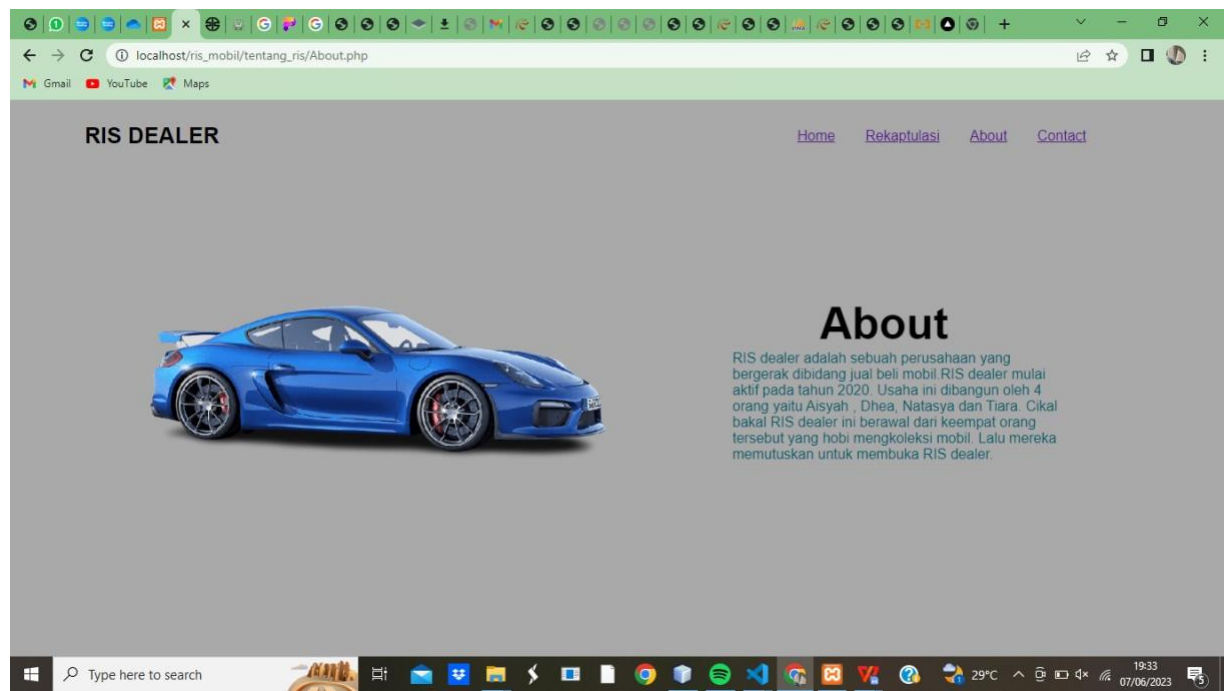 localhost/ris_mobil/tentang_ris/About.php
Gmail YouTube Maps
RIS DEALER
Home Rekaptulasi About Contact
About
RIS dealer adalah sebuah perusahaan yang
bergerak dibidang jual beli mobil RIS dealer mulai
aktif pada tahun 2020. Usaha ini dibangun oleh 4
orang yaitu Aisyah , Dhea, Natasya dan Tiara. Cikal
bakal RIS dealer ini berawal dari keempat orang
tersebut yang hobi mengkoleksi mobil. Lalu mereka
memutuskan untuk membuka RIS dealer.
Type here to search
29°C
19:33
07/06/2023
5